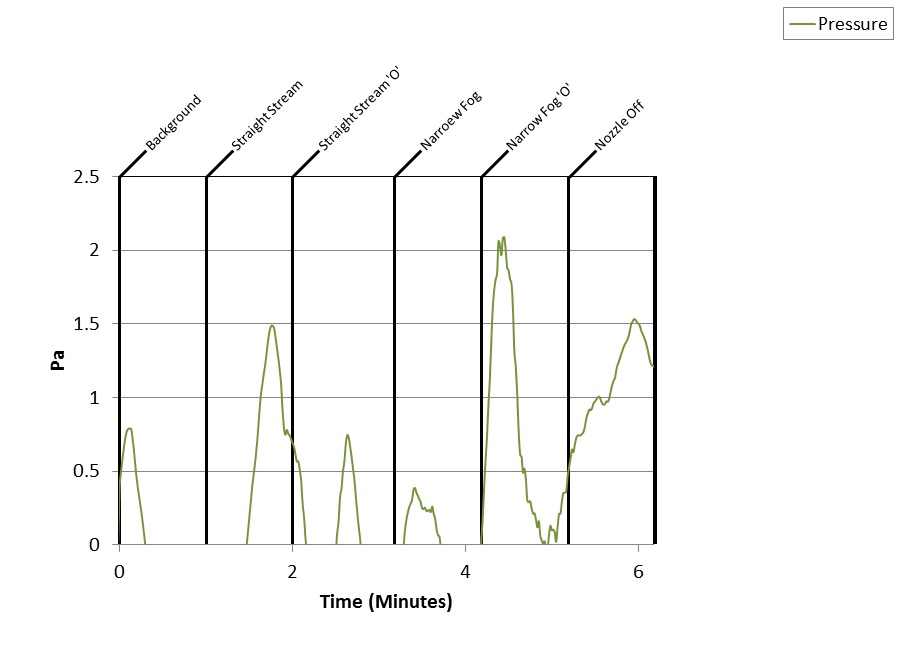 Pressure
Background
Straight Stream
Straight Stream 'O'
Narroew Fog
Narrow Fog 'O'
Nozzle Off
2.5
2
1.5
1
0.5
0
Pa
0 2 4 6
Time (Minutes)